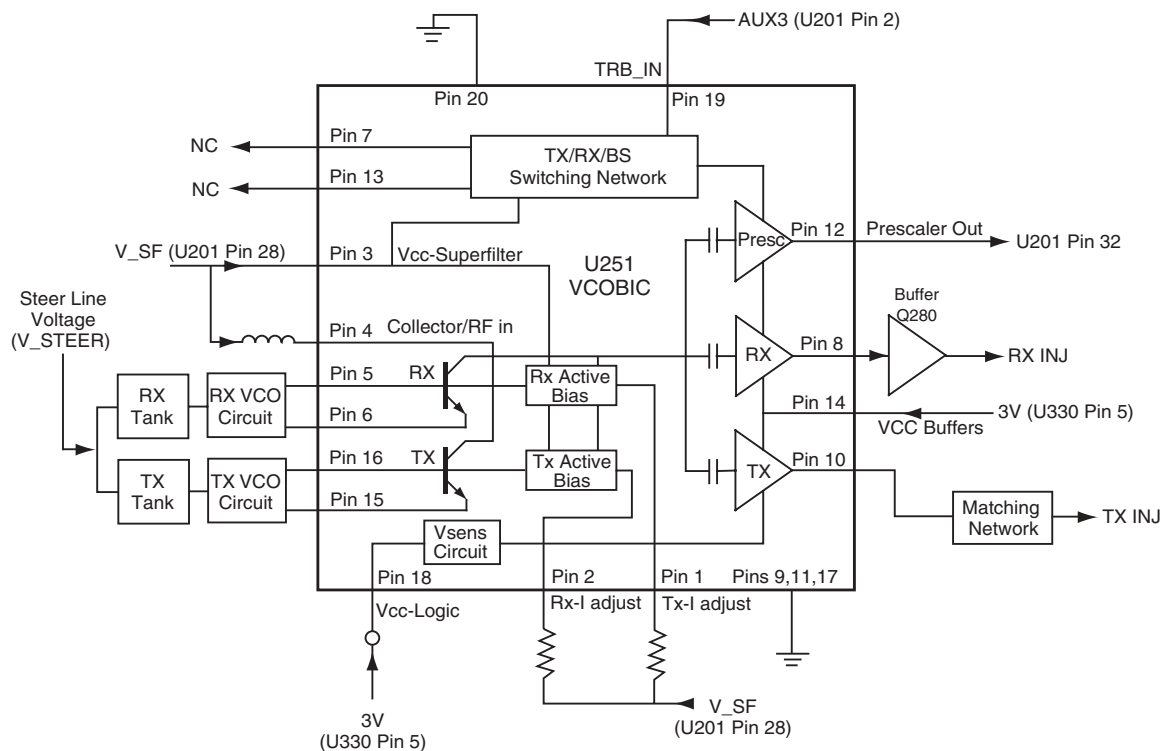 AUX3 (U201 Pin 2)
TRB_IN
Pin 20
Pin 19
Pin 7
NC
TX/RX/BS
Switching Network
Pin 13
NC
Presc
Pin 12
Prescaler Out
U201 Pin 32
V_SF (U201 Pin 28)
Pin 3
Vcc-Superfilter
U251
VCOBIC
Steer Line
Voltage
(V_STEER)
Pin 4
Collector/RF in
Buffer
Q280
RX
Pin 8
RX INJ
Pin 5
RX
Rx Active
Bias
RX
Tank
RX VCO
Circuit
Pin 6
Pin 14
3V (U330 Pin 5)
VCC Buffers
Pin 16
TX
Tx Active
Bias
TX
Pin 10
TX
Tank
TX VCO
Circuit
Pin 15
Matching
Network
TX INJ
Vsens
Circuit
Pin 18
Pin 2
Pin 1
Pins 9,11,17
Vcc-Logic
Rx-I adjust
Tx-I adjust
3V
(U330 Pin 5)
V_SF
(U201 Pin 28)